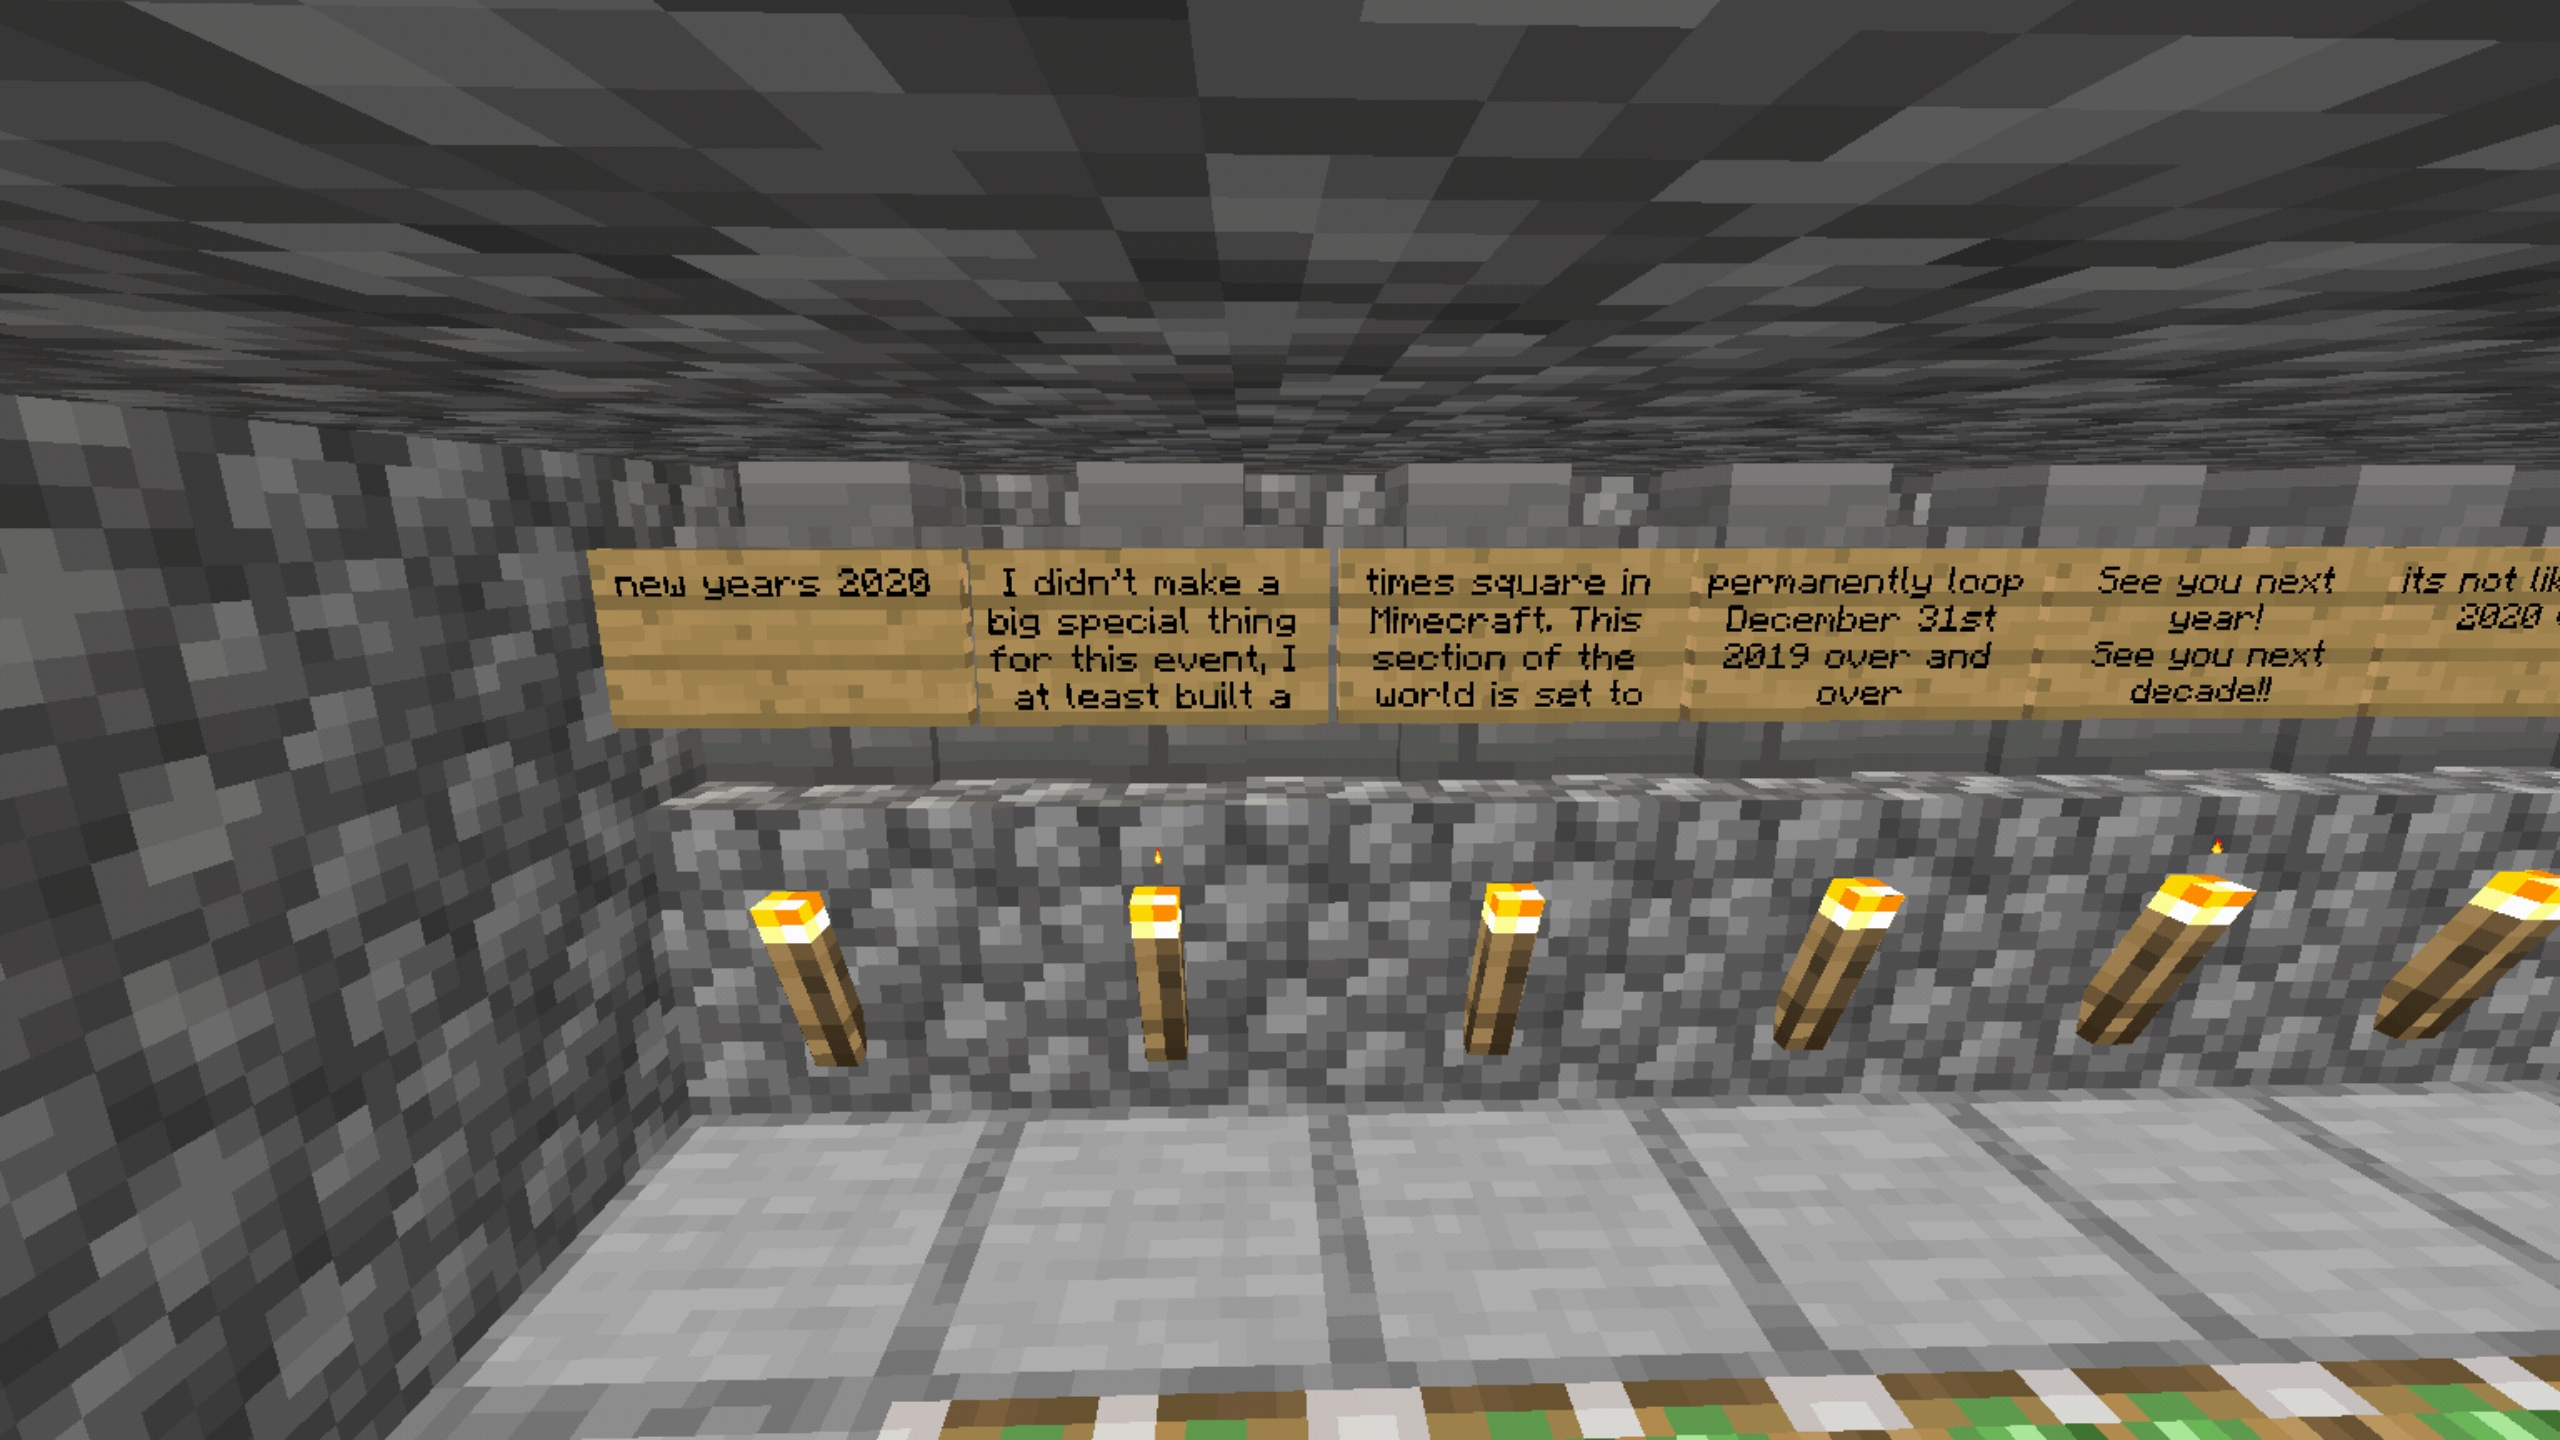 new years 2020
I didn't make a
big special thing
for this event, I
at least built a
times square in
Mimecraft. This
section of the
world is set to
permanently loop
December 31st
2019 over and
over
See you next
year!
See you next
decade!!
its not
2020